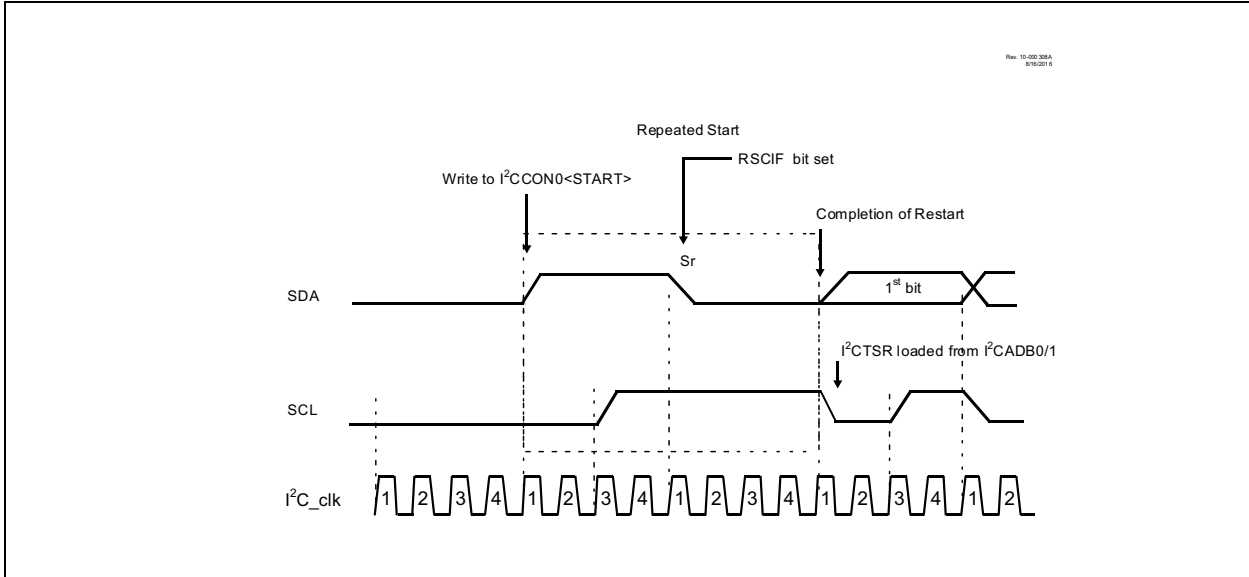 Rev. 10-000 308A
8/16/2016
Repeated Start
RSCIF bit set
Write to I²CCON0<START>
Completion of Restart
Sr
SDA
1st bit
I²CTSR loaded from I²CADB0/1
SCL
I²C_clk
1 2 3 4 1 2 3 4 1 2 3 4 1 2 3 4 1 2